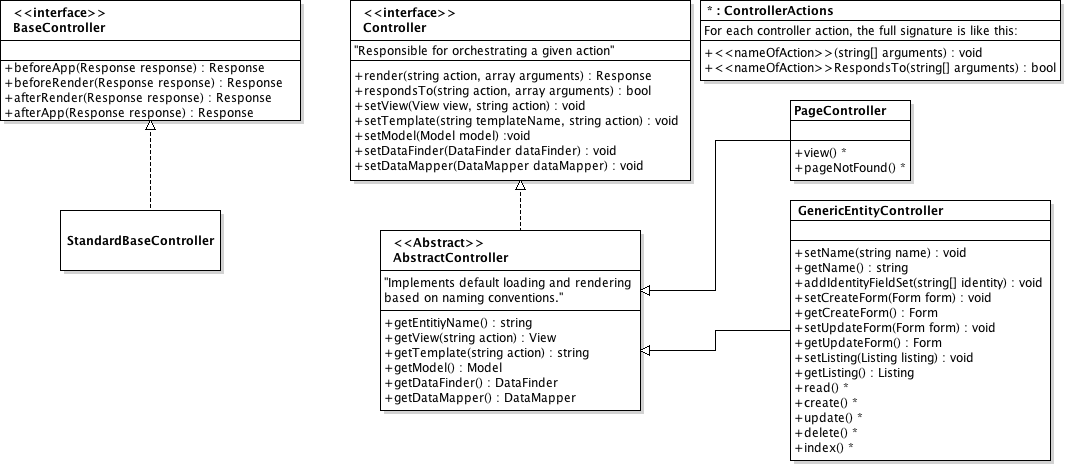 <<interface>>
BaseController
+beforeApp(Response response) : Response
+beforeRender(Response response) : Response
+afterRender(Response response) : Response
+afterApp(Response response) : Response
StandardBaseController
<<interface>>
Controller
"Responsible for orchestrating a given action"
+render(string action, array arguments) : Response
+respondsTo(string action, array arguments) : bool
+setView(View view, string action) : void
+setTemplate(string templateName, string action) : void
+setModel(Model model) :void
+setDataFinder(DataFinder dataFinder) : void
+setDataMapper(DataMapper dataMapper) : void
<<Abstract>>
AbstractController
"Implements default loading and rendering
based on naming conventions."
+getEntitiyName() : string
+getView(string action) : View
+getTemplate(string action) : string
+getModel() : Model
+getDataFinder() : DataFinder
+getDataMapper() : DataMapper
* : ControllerActions
For each controller action, the full signature is like this:
+<<nameOfAction>>(string[] arguments) : void
+<<nameOfAction>>RespondsTo(string[] arguments) : bool
PageController
+view() *
+pageNotFound() *
GenericEntityController
+setName(string name) : void
+getName() : string
+addIdentityFieldSet(string[] identity) : void
+setCreateForm(Form form) : void
+getCreateForm() : Form
+setUpdateForm(Form form) : void
+getUpdateForm() : Form
+setListing(Listing listing) : void
+getListing() : Listing
+read() *
+create() *
+update() *
+delete() *
+index() *